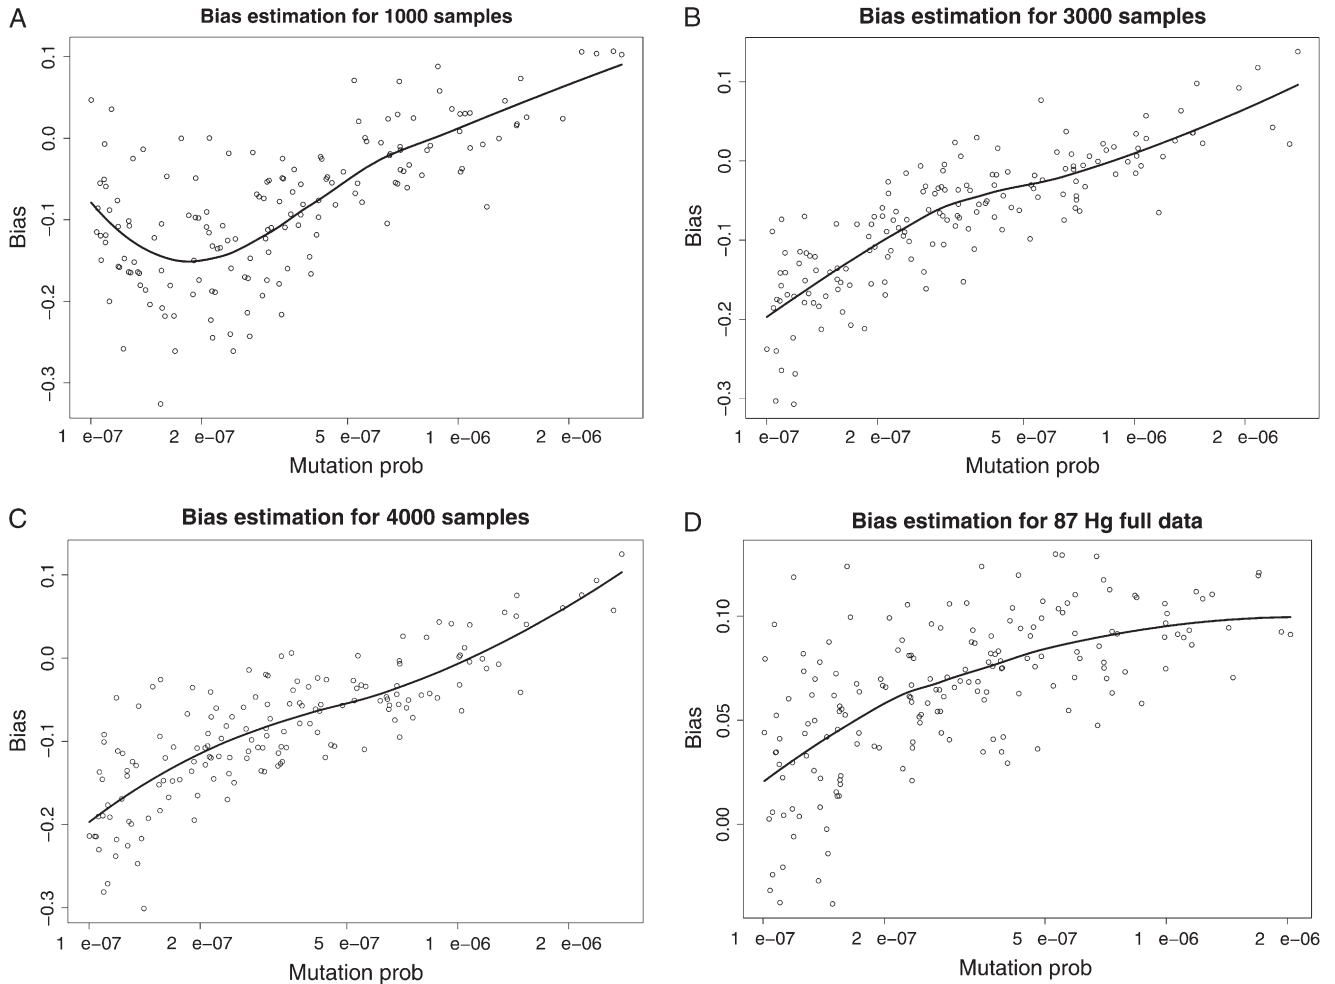 A
Bias estimation for 1000 samples
0.1
0.0
−0.1
−0.2
−0.3
Bias
1 e−07 2 e−07 5 e−07 1 e−06 2 e−06
Mutation prob
B
Bias estimation for 3000 samples
0.1
0.0
−0.1
−0.2
−0.3
Bias
1 e−07 2 e−07 5 e−07 1 e−06 2 e−06
Mutation prob
C
Bias estimation for 4000 samples
0.1
0.0
−0.1
−0.2
−0.3
Bias
1 e−07 2 e−07 5 e−07 1 e−06 2 e−06
Mutation prob
D
Bias estimation for 87 Hg full data
0.10
0.05
0.00
Bias
1 e−07 2 e−07 5 e−07 1 e−06 2 e−06
Mutation prob